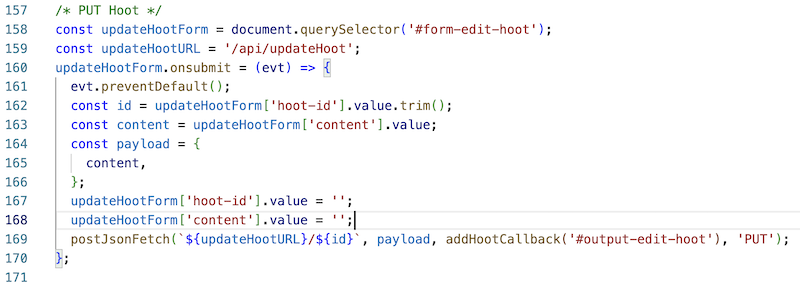 157 /* PUT Hoot */
158 const updateHootForm = document.querySelector('#form-edit-hoot');
159 const updateHootURL = '/api/updateHoot';
160 updateHootForm.onsubmit = (evt) => {
161 evt.preventDefault();
162 const id = updateHootForm['hoot-id'].value.trim();
163 const content = updateHootForm['content'].value;
164 const payload = {
165 content,
166 };
167 updateHootForm['hoot-id'].value = '';
168 updateHootForm['content'].value = '';
169 postJsonFetch(`${updateHootURL}/${id}`, payload, addHootCallback('#output-edit-hoot'), 'PUT');
170 };
171